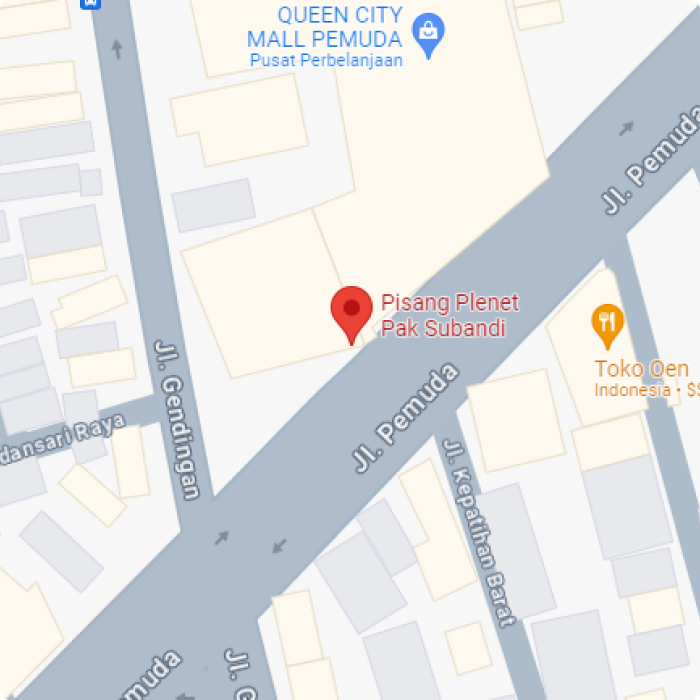 QUEEN CITY
MALL PEMUDA
Pusat Perbelanjaan
Jl. Pemuda
Pisang Plenet
Pak Subandi
Toko Oen
Indonesia • $
Jl. Gendingan
Jl. Pemuda
dansari Raya
Jl. Kepatihan Barat
muda
Jl.